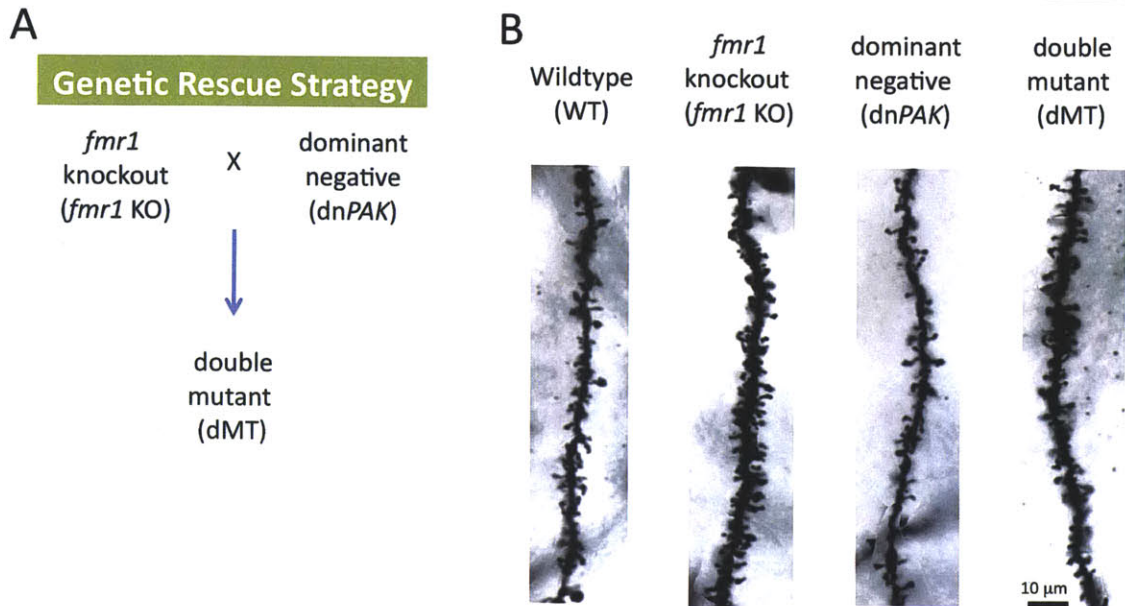 A
Genetic Rescue Strategy
fmr1
knockout
(fmr1 KO)
X
dominant
negative
(dnPAK)
double
mutant
(dMT)
B
Wildtype
(WT)
fmr1
knockout
(fmr1 KO)
dominant
negative
(dnPAK)
double
mutant
(dMT)
10 µm